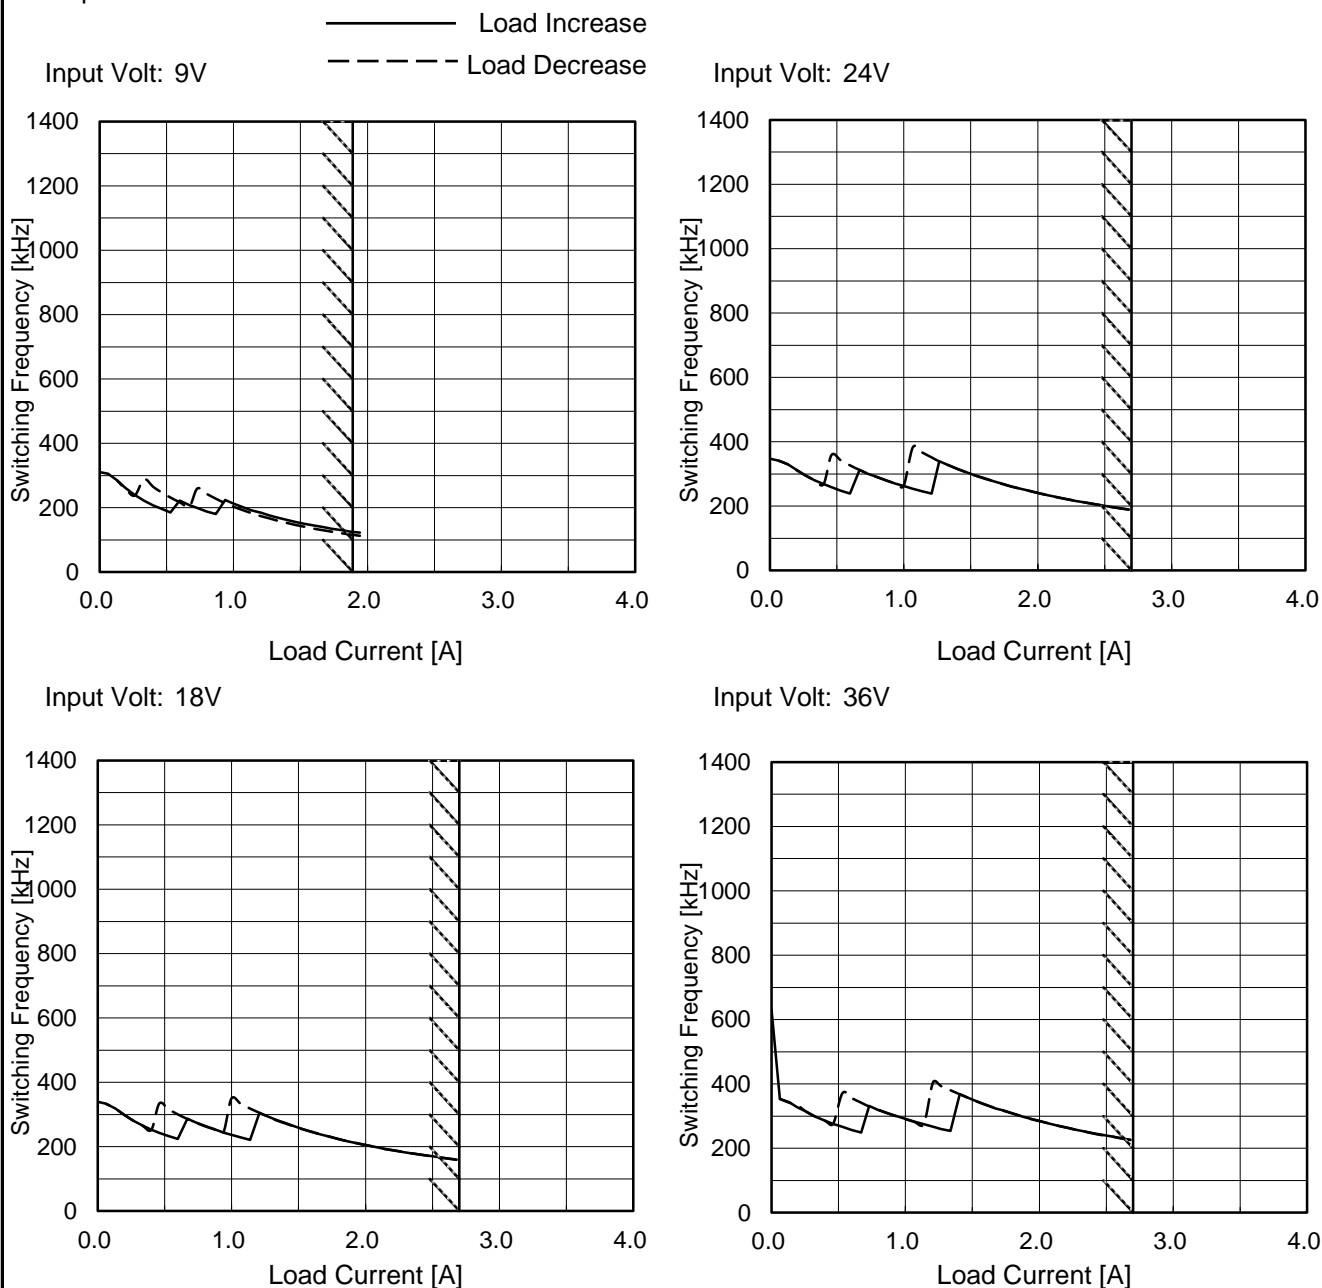 Load Increase
Load Decrease
Input Volt: 9V
1400
1200
1000
800
600
400
200
0
Switching Frequency [kHz]
0.0 1.0 2.0 3.0 4.0
Load Current [A]
Input Volt: 24V
1400
1200
1000
800
600
400
200
0
Switching Frequency [kHz]
0.0 1.0 2.0 3.0 4.0
Load Current [A]
Input Volt: 18V
1400
1200
1000
800
600
400
200
0
Switching Frequency [kHz]
0.0 1.0 2.0 3.0 4.0
Load Current [A]
Input Volt: 36V
1400
1200
1000
800
600
400
200
0
Switching Frequency [kHz]
0.0 1.0 2.0 3.0 4.0
Load Current [A]